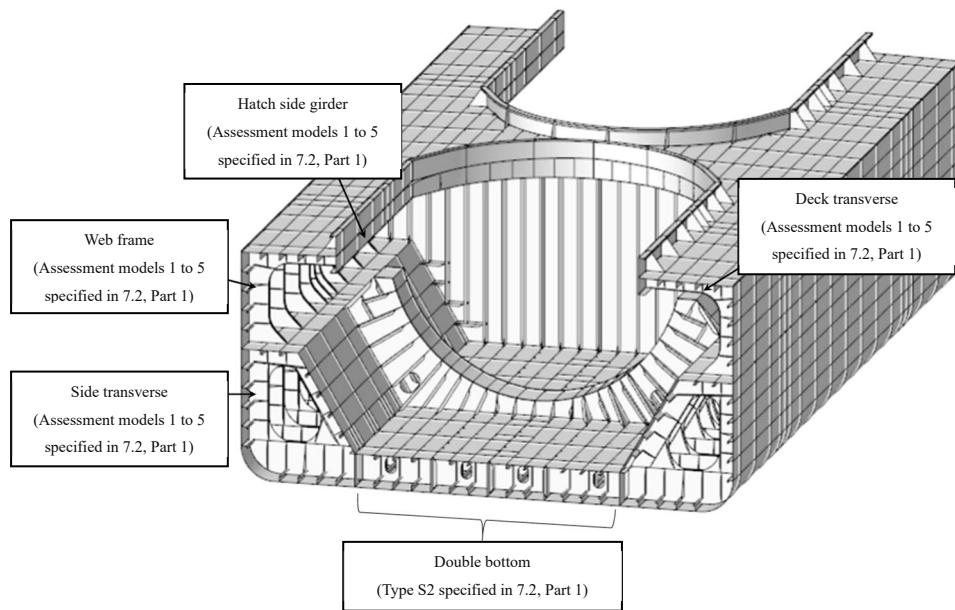 Hatch side girder
(Assessment models 1 to 5
specified in 7.2, Part 1)
Deck transverse
(Assessment models 1 to 5
specified in 7.2, Part 1)
Web frame
(Assessment models 1 to 5
specified in 7.2, Part 1)
Side transverse
(Assessment models 1 to 5
specified in 7.2, Part 1)
Double bottom
(Type S2 specified in 7.2, Part 1)